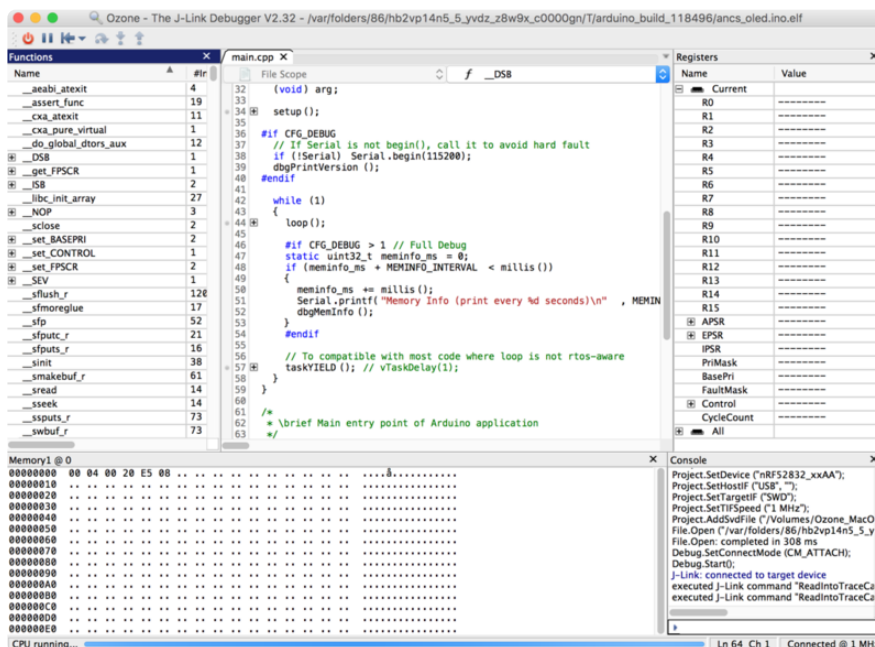 Ozone - The J-Link Debugger V2.32 - /var/folders/86/hb2vp14n5_5_yvdz_z8w9x_c0000gn/T/arduino_build_118496/ancs_oled.ino.elf
Functions
Name #Ir
__aeabi_atexit 4
__assert_func 19
__cxa_atexit 11
__cxa_pure_virtual 1
__do_global_dtors_aux 12
__DSB 1
__get_FPSCR 1
__ISB 2
__libc_init_array 27
__NOP 3
__sclose 2
__set_BASEPRI 2
__set_CONTROL 1
__set_FPSCR 2
__SEV 1
__sflush_r 120
__sfmoreglue 17
__sfp 52
__sfputc_r 21
__sfputs_r 16
__sinit 38
__smakebuf_r 61
__sread 14
__sseek 14
__ssputs_r 73
__swbuf_r 73
main.cpp
File Scope f __DSB
32 (void) arg;
33
34 setup();
35
36 #if CFG_DEBUG
37 // If Serial is not begin(), call it to avoid hard fault
38 if (!Serial) Serial.begin(115200);
39 dbgPrintVersion ();
40 #endif
41
42 while (1)
43 {
44 loop();
45
46 #if CFG_DEBUG > 1 // Full Debug
47 static uint32_t meminfo_ms = 0;
48 if (meminfo_ms + MEMINFO_INTERVAL < millis())
49 {
50 meminfo_ms += millis();
51 Serial.printf("Memory Info (print every %d seconds)\n" , MEMIN
52 dbgMemInfo ();
53 }
54 #endif
55
56 // To compatible with most code where loop is not rtos-aware
57 taskYIELD (); // vTaskDelay(1);
58 }
59 }
60
61 /*
62 * \brief Main entry point of Arduino application
63 */
Registers
Name Value
Current
R0 --------
R1 --------
R2 --------
R3 --------
R4 --------
R5 --------
R6 --------
R7 --------
R8 --------
R9 --------
R10 --------
R11 --------
R12 --------
R13 --------
R14 --------
R15 --------
APSR --------
EPSR --------
IPSR --------
PriMask --------
BasePri --------
FaultMask --------
Control --------
CycleCount --------
All
Memory1 @ 0
00000000 00 04 00 20 E5 08 .. .. .. .. .. .. .. .. .. .. .... å...........
00000010 .. .. .. .. .. .. .. .. .. .. .. .. .. .. .. .. ................
00000020 .. .. .. .. .. .. .. .. .. .. .. .. .. .. .. .. ................
00000030 .. .. .. .. .. .. .. .. .. .. .. .. .. .. .. .. ................
00000040 .. .. .. .. .. .. .. .. .. .. .. .. .. .. .. .. ................
00000050 .. .. .. .. .. .. .. .. .. .. .. .. .. .. .. .. ................
00000060 .. .. .. .. .. .. .. .. .. .. .. .. .. .. .. .. ................
00000070 .. .. .. .. .. .. .. .. .. .. .. .. .. .. .. .. ................
00000080 .. .. .. .. .. .. .. .. .. .. .. .. .. .. .. .. ................
00000090 .. .. .. .. .. .. .. .. .. .. .. .. .. .. .. .. ................
000000A0 .. .. .. .. .. .. .. .. .. .. .. .. .. .. .. .. ................
000000B0 .. .. .. .. .. .. .. .. .. .. .. .. .. .. .. .. ................
000000C0 .. .. .. .. .. .. .. .. .. .. .. .. .. .. .. .. ................
000000D0 .. .. .. .. .. .. .. .. .. .. .. .. .. .. .. .. ................
000000E0 .. .. .. .. .. .. .. .. .. .. .. .. .. .. .. .. ................
Console
Project.SetDevice ("nRF52832_xxAA");
Project.SetHostIF ("USB", "");
Project.SetTargetIF ("SWD");
Project.SetTIFSpeed ("1 MHz");
Project.AddSvdFile ("/Volumes/Ozone_MacO
File.Open ("/var/folders/86/hb2vp14n5_5_y
File.Open: completed in 308 ms
Debug.SetConnectMode (CM_ATTACH);
Debug.Start();
J-Link: connected to target device
executed J-Link command "ReadIntoTraceCa
executed J-Link command "ReadIntoTraceCa
CPU running... Ln 64 Ch 1 Connected @ 1 MH